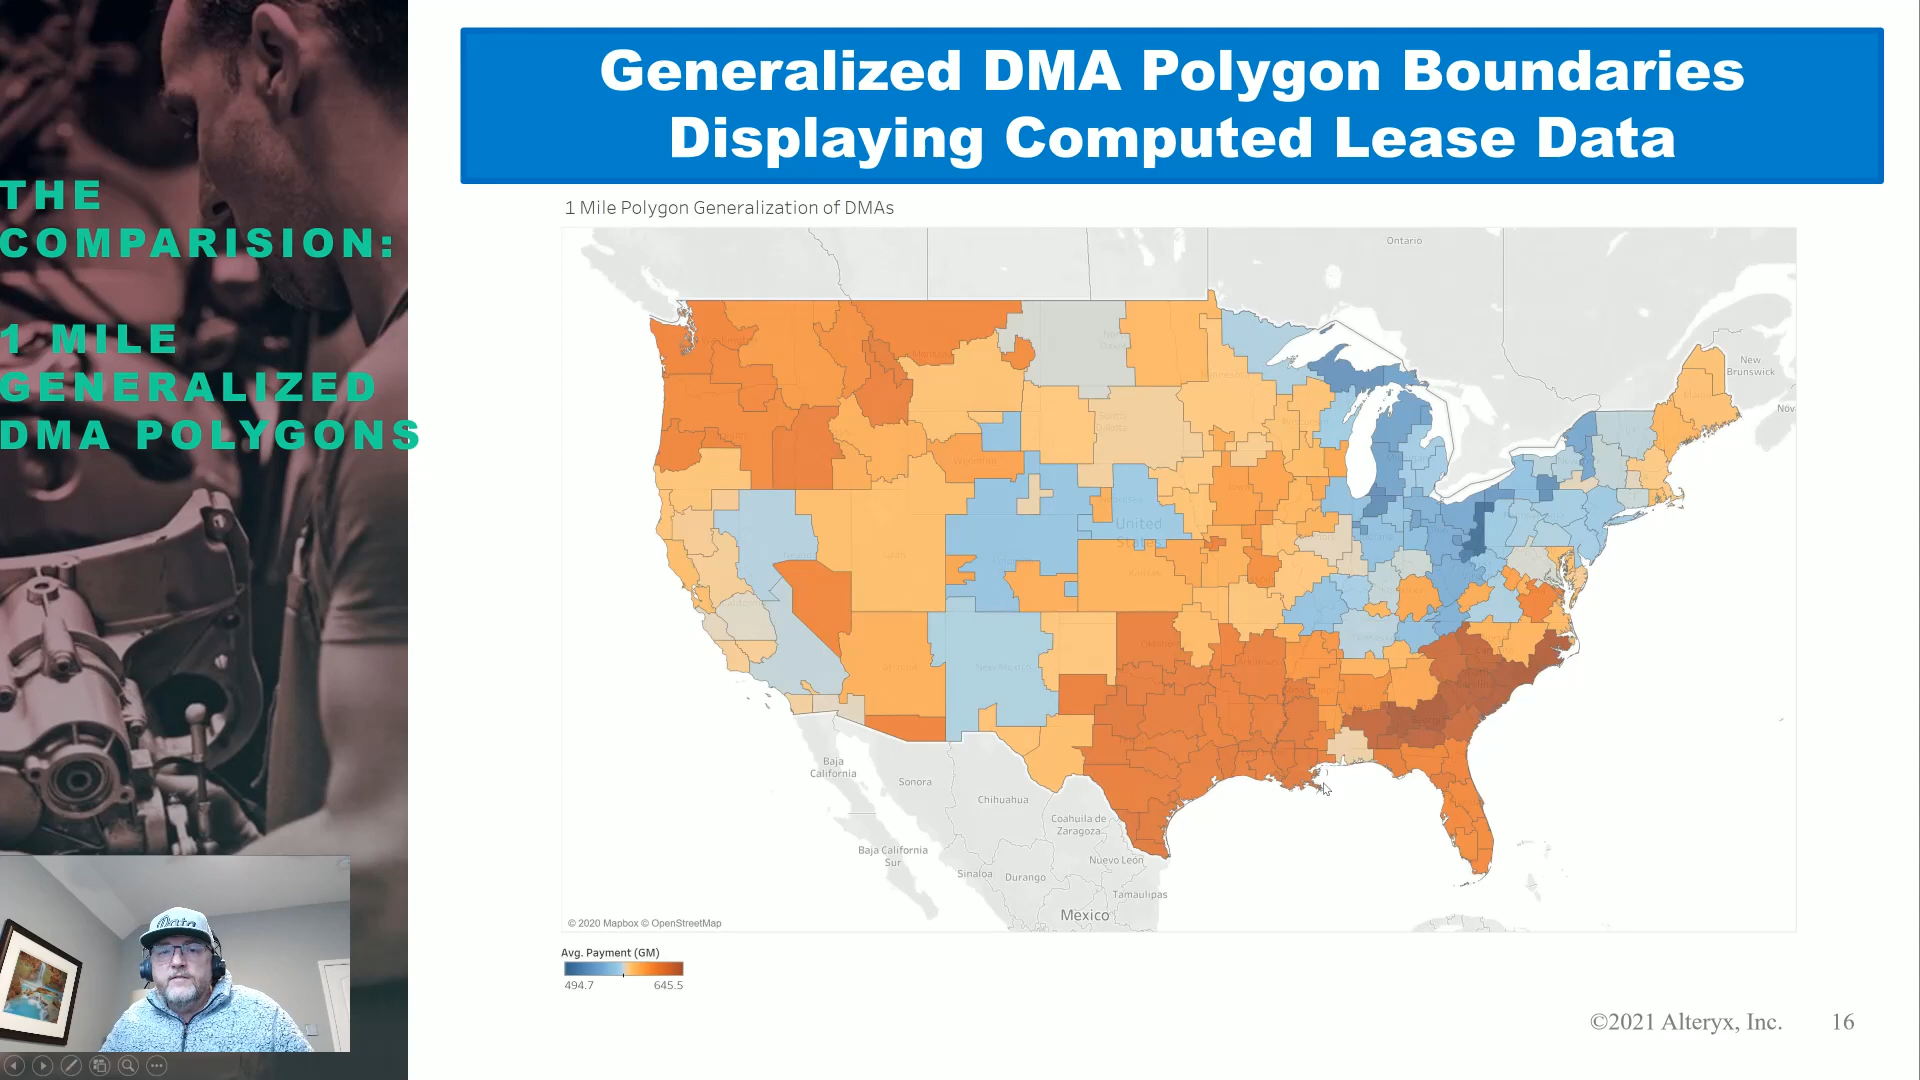 Generalized DMA Polygon Boundaries
Displaying Computed Lease Data
THE
COMPARISION:
1 MILE
GENERALIZED
DMA POLYGONS
1 Mile Polygon Generalization of DMAs
Ontario
New
Brunswick
Nov
United
States
Baja
California
Sonora
Chihuahua
Coahuila de
Zaragoza
Baja California
Sur
Nuevo León
Sinaloa
Durango
Tamaulipas
Mexico
© 2020 Mapbox © OpenStreetMap
Avg. Payment (GM)
494.7
645.5
©2021 Alteryx, Inc.
16